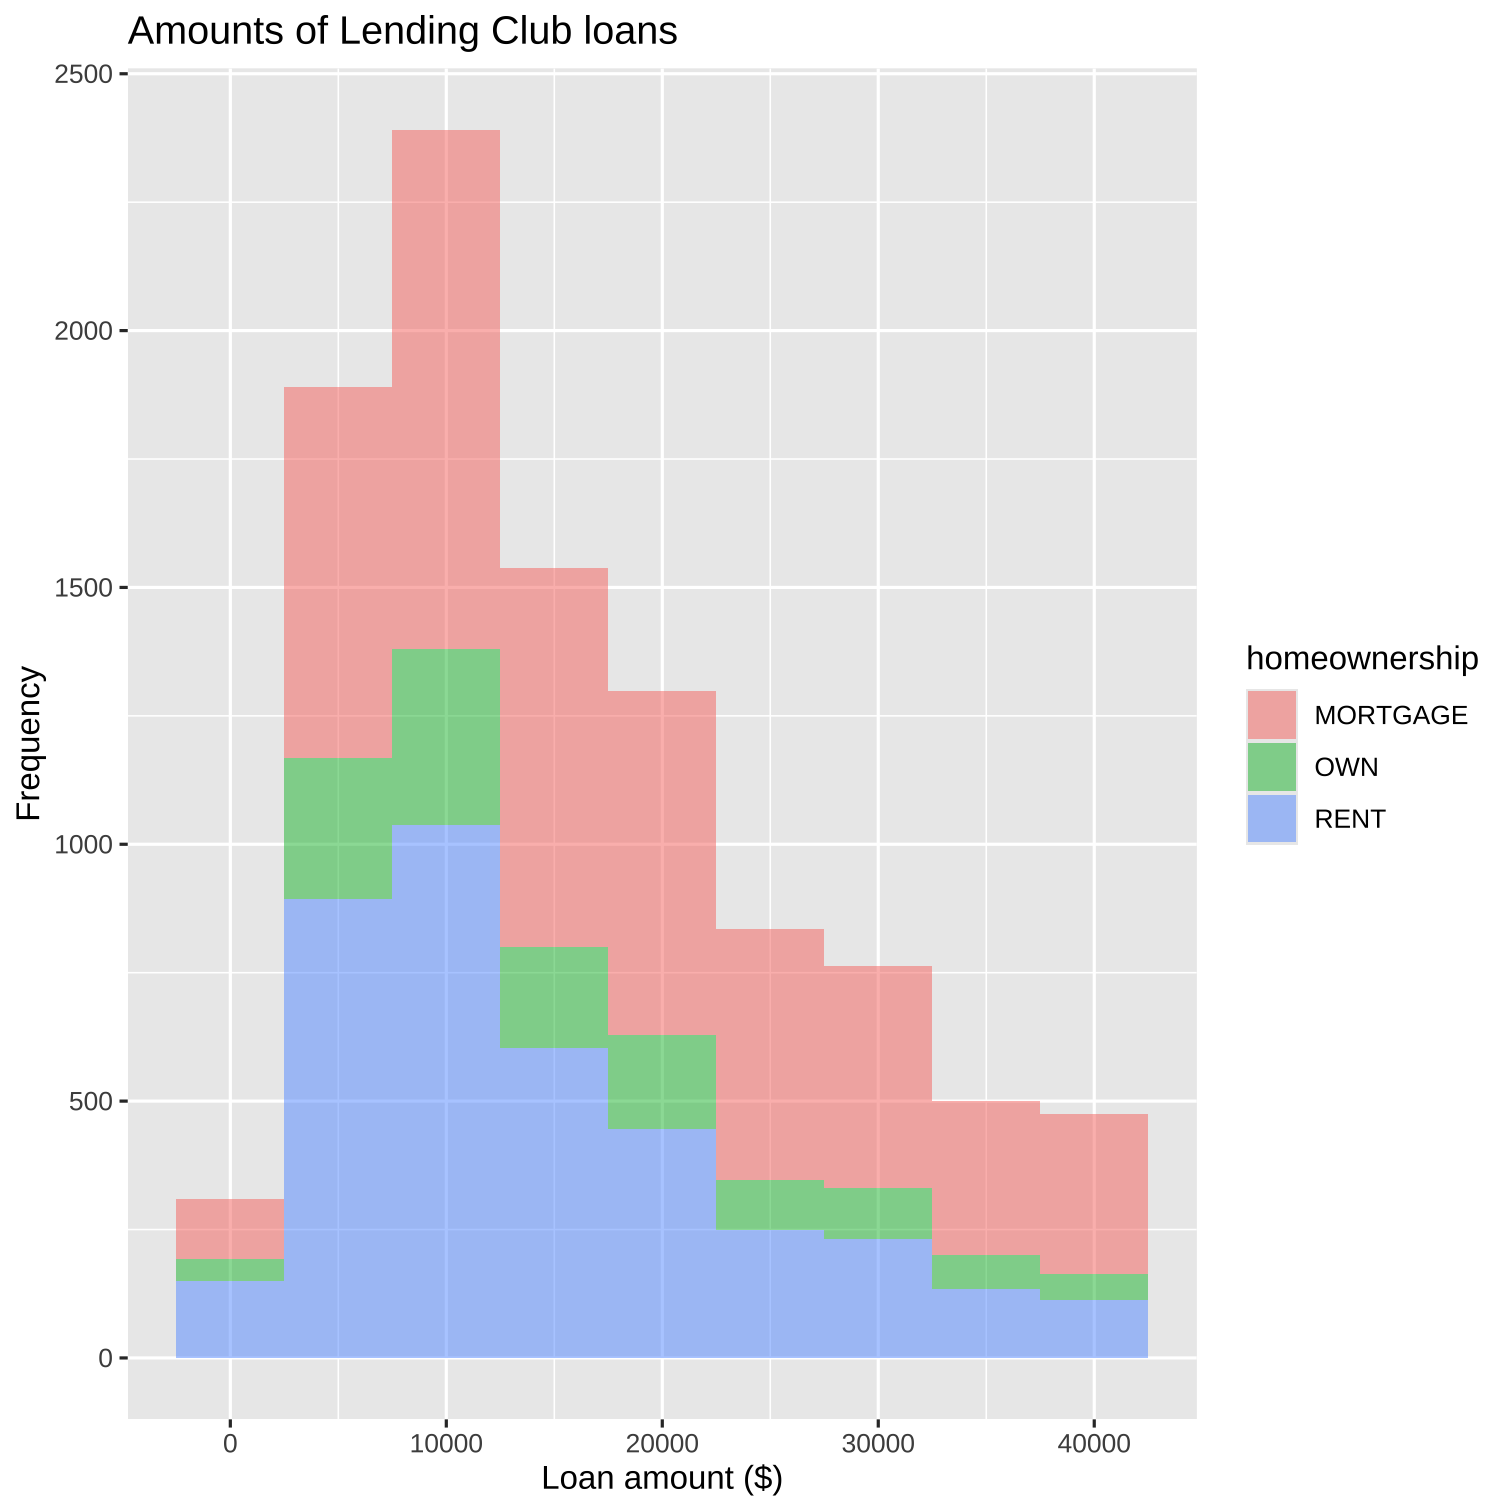 Amounts of Lending Club loans
2500
2000
1500
1000
500
0
Frequency
0 10000 20000 30000 40000
Loan amount ($)
homeownership
MORTGAGE
OWN
RENT